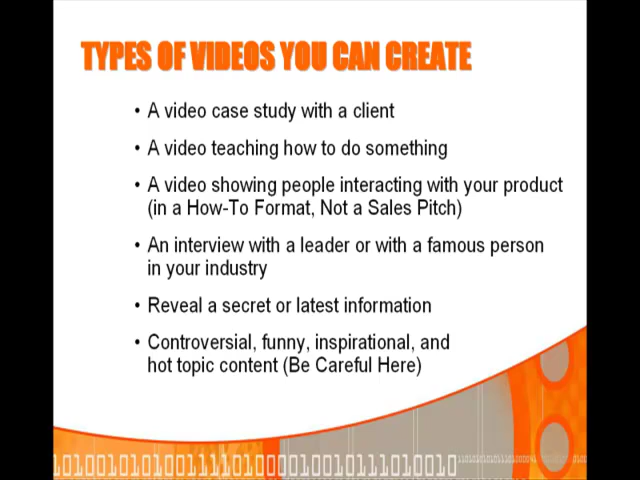 TYPES OF VIDEOS YOU CAN CREATE
• A video case study with a client
• A video teaching how to do something
• A video showing people interacting with your product
(in a How-To Format, Not a Sales Pitch)
• An interview with a leader or with a famous person
in your industry
• Reveal a secret or latest information
• Controversial, funny, inspirational, and
hot topic content (Be Careful Here)